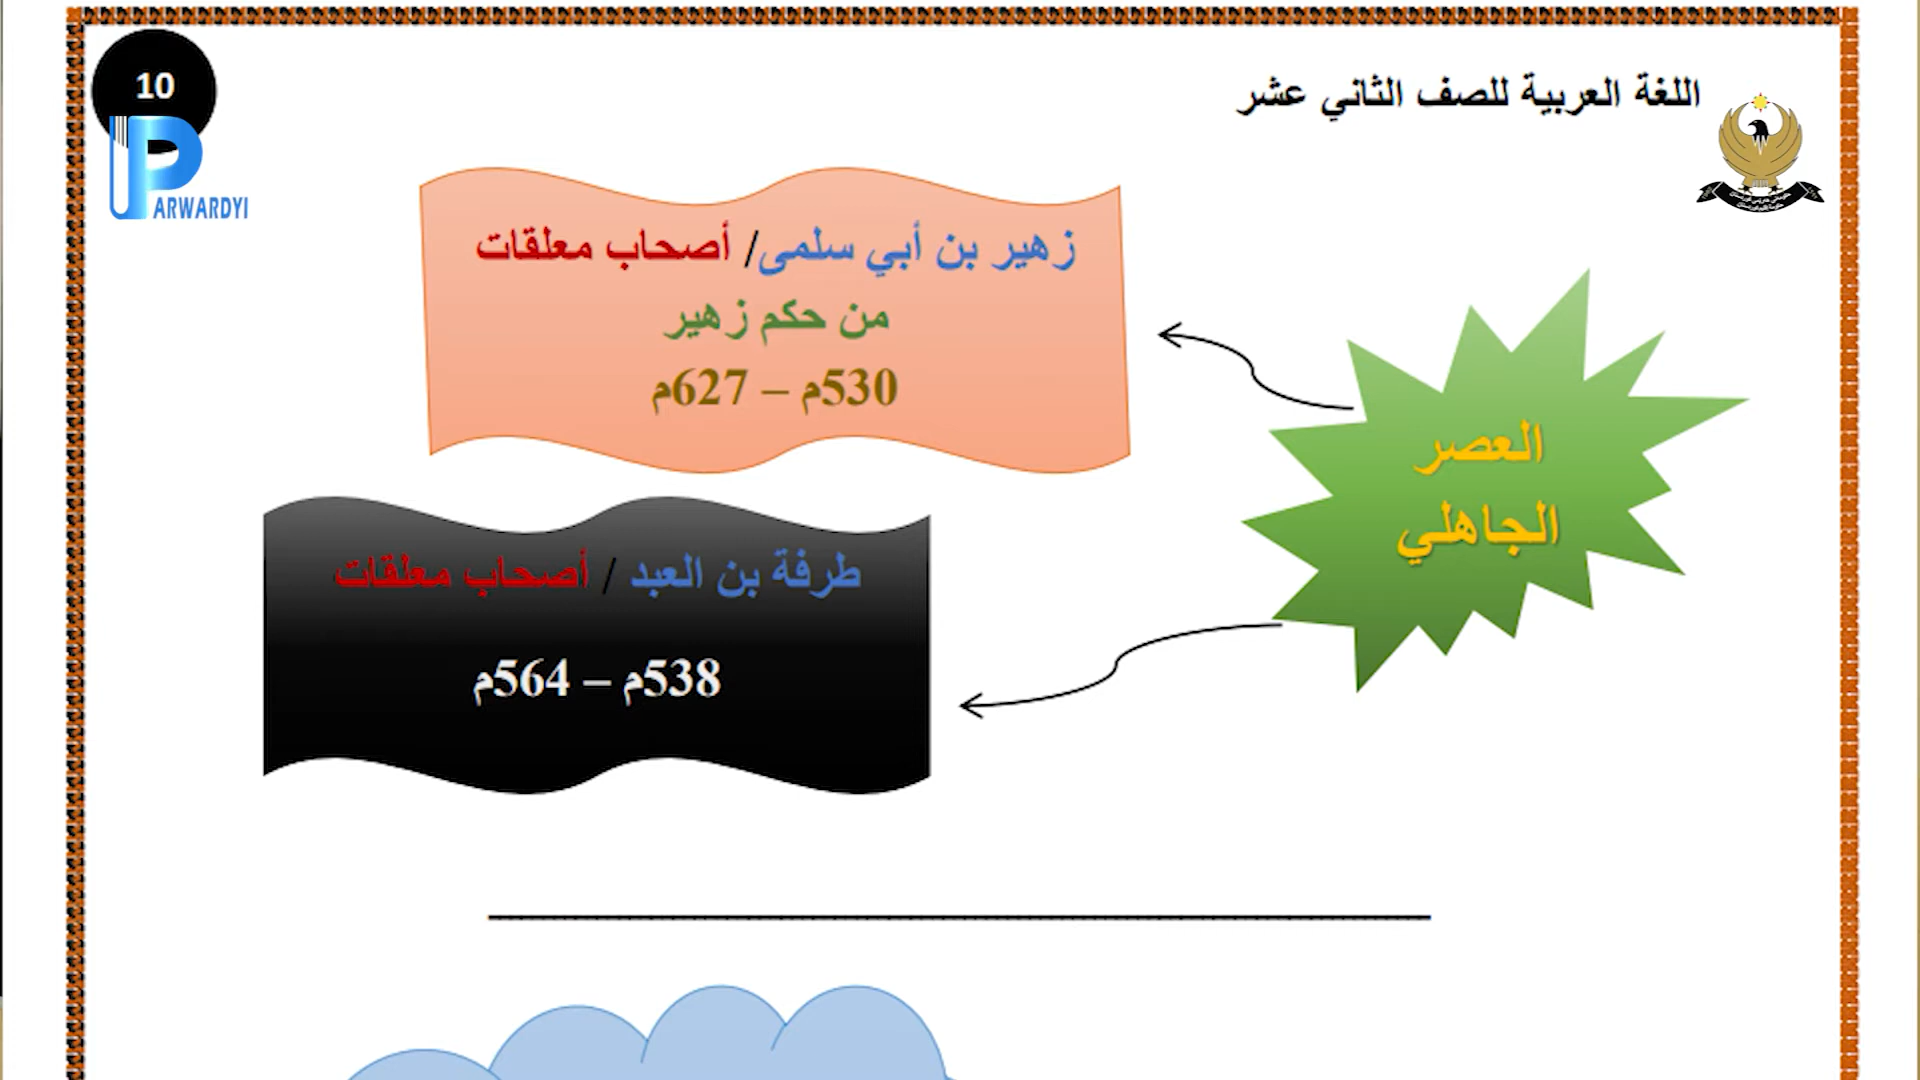 10
PARWARDYI
اللغة العربية للصف الثاني عشر
زهير بن أبي سلمى/ أصحاب معلقات
من حكم زهير
530م – 627م
العصر
الجاهلي
طرفة بن العبد / أصحاب معلقات
538م – 564م